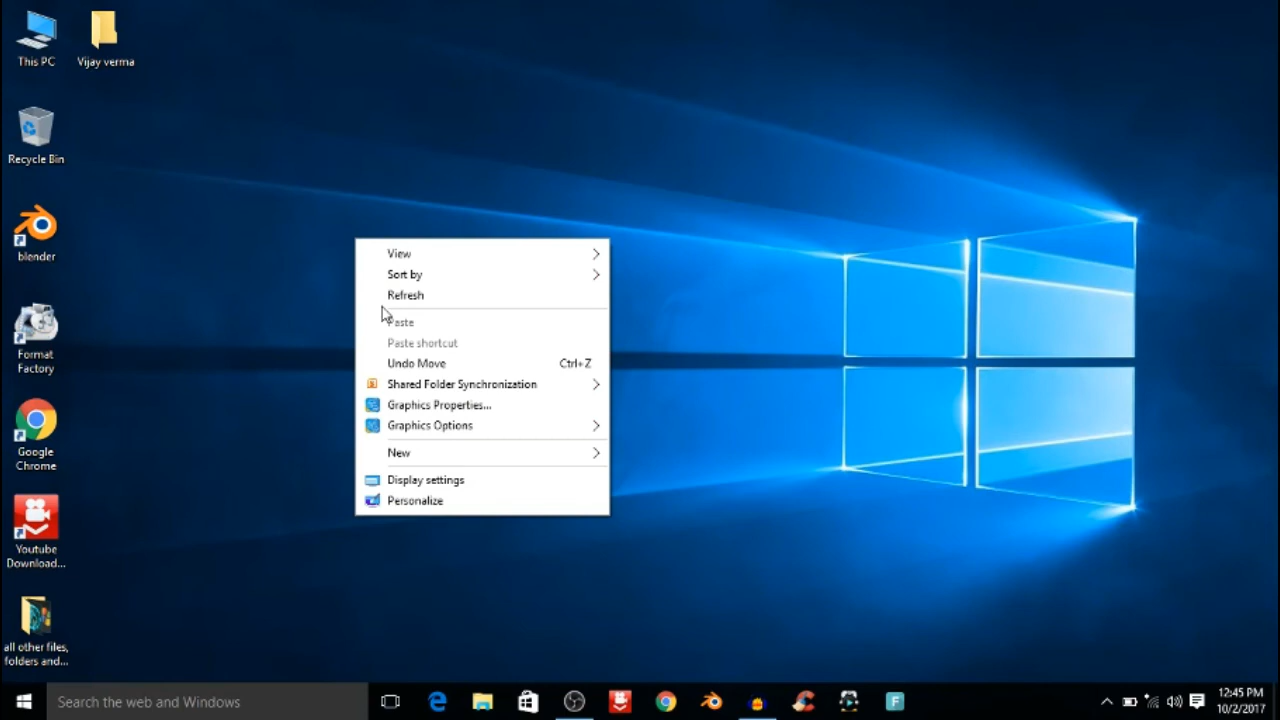 This PC
Vijay verma
Recycle Bin
blender
Format
Factory
Google
Chrome
Youtube
Download...
all other files,
folders and...
View
Sort by
Refresh
Paste
Paste shortcut
Undo Move Ctrl+Z
Shared Folder Synchronization
Graphics Properties...
Graphics Options
New
Display settings
Personalize
Search the web and Windows
F
12:45 PM
10/2/2017